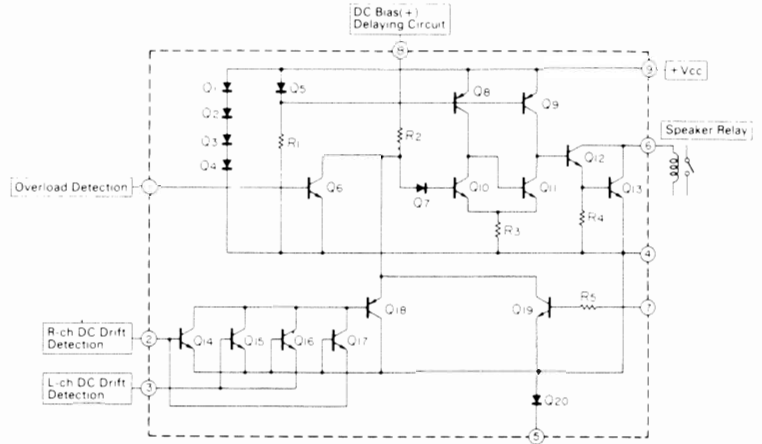 DC Bias(+)
Delaying Circuit
8
9
+Vcc
Q1
Q5
Q8
Q9
Q2
Speaker Relay
Q3
R1
R2
6
Q12
Q4
Overload Detection
Q6
Q7
Q10
Q11
Q13
R3
R4
4
R-ch DC Drift
Detection
2
Q14
Q15
Q16
Q17
Q18
Q19
R5
L-ch DC Drift
Detection
3
Q20
5